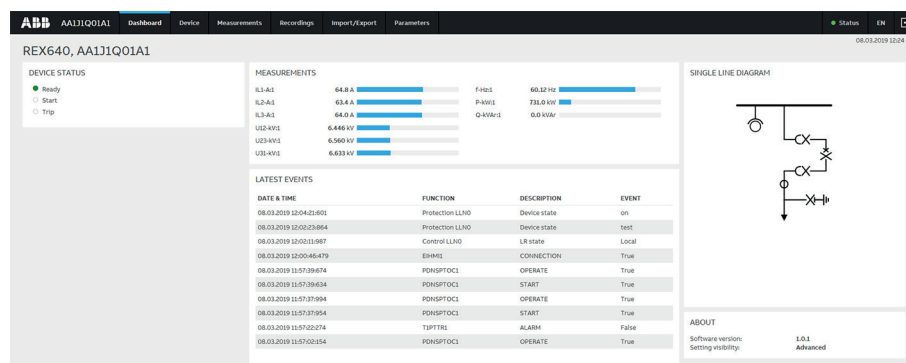 ABB AA1J1Q01A1 Dashboard Device Measurements Recordings Import/Export Parameters Status EN
08.03.2019 12:24
REX640, AA1J1Q01A1
DEVICE STATUS
Ready
Start
Trip
MEASUREMENTS
IL1-A:1 64.8 A f-Hz:1 60.12 Hz
IL2-A:1 63.4 A P-kW:1 731.0 kW
IL3-A:1 64.0 A Q-kVAr:1 0.0 kVAr
U12-kV:1 6.446 kV
U23-kV:1 6.560 kV
U31-kV:1 6.633 kV
LATEST EVENTS
DATE & TIME FUNCTION DESCRIPTION EVENT
08.03.2019 12:04:21:601 Protection LLN0 Device state on
08.03.2019 12:02:23:864 Protection LLN0 Device state test
08.03.2019 12:02:11:987 Control LLN0 LR state Local
08.03.2019 12:00:46:479 EIHMI1 CONNECTION True
08.03.2019 11:57:39:674 PDNSPTOC1 OPERATE True
08.03.2019 11:57:39:634 PDNSPTOC1 START True
08.03.2019 11:57:37:994 PDNSPTOC1 OPERATE True
08.03.2019 11:57:37:954 PDNSPTOC1 START True
08.03.2019 11:57:22:274 T1PTTR1 ALARM False
08.03.2019 11:57:02:154 PDNSPTOC1 OPERATE True
SINGLE LINE DIAGRAM
ABOUT
Software version: 1.0.1
Setting visibility: Advanced